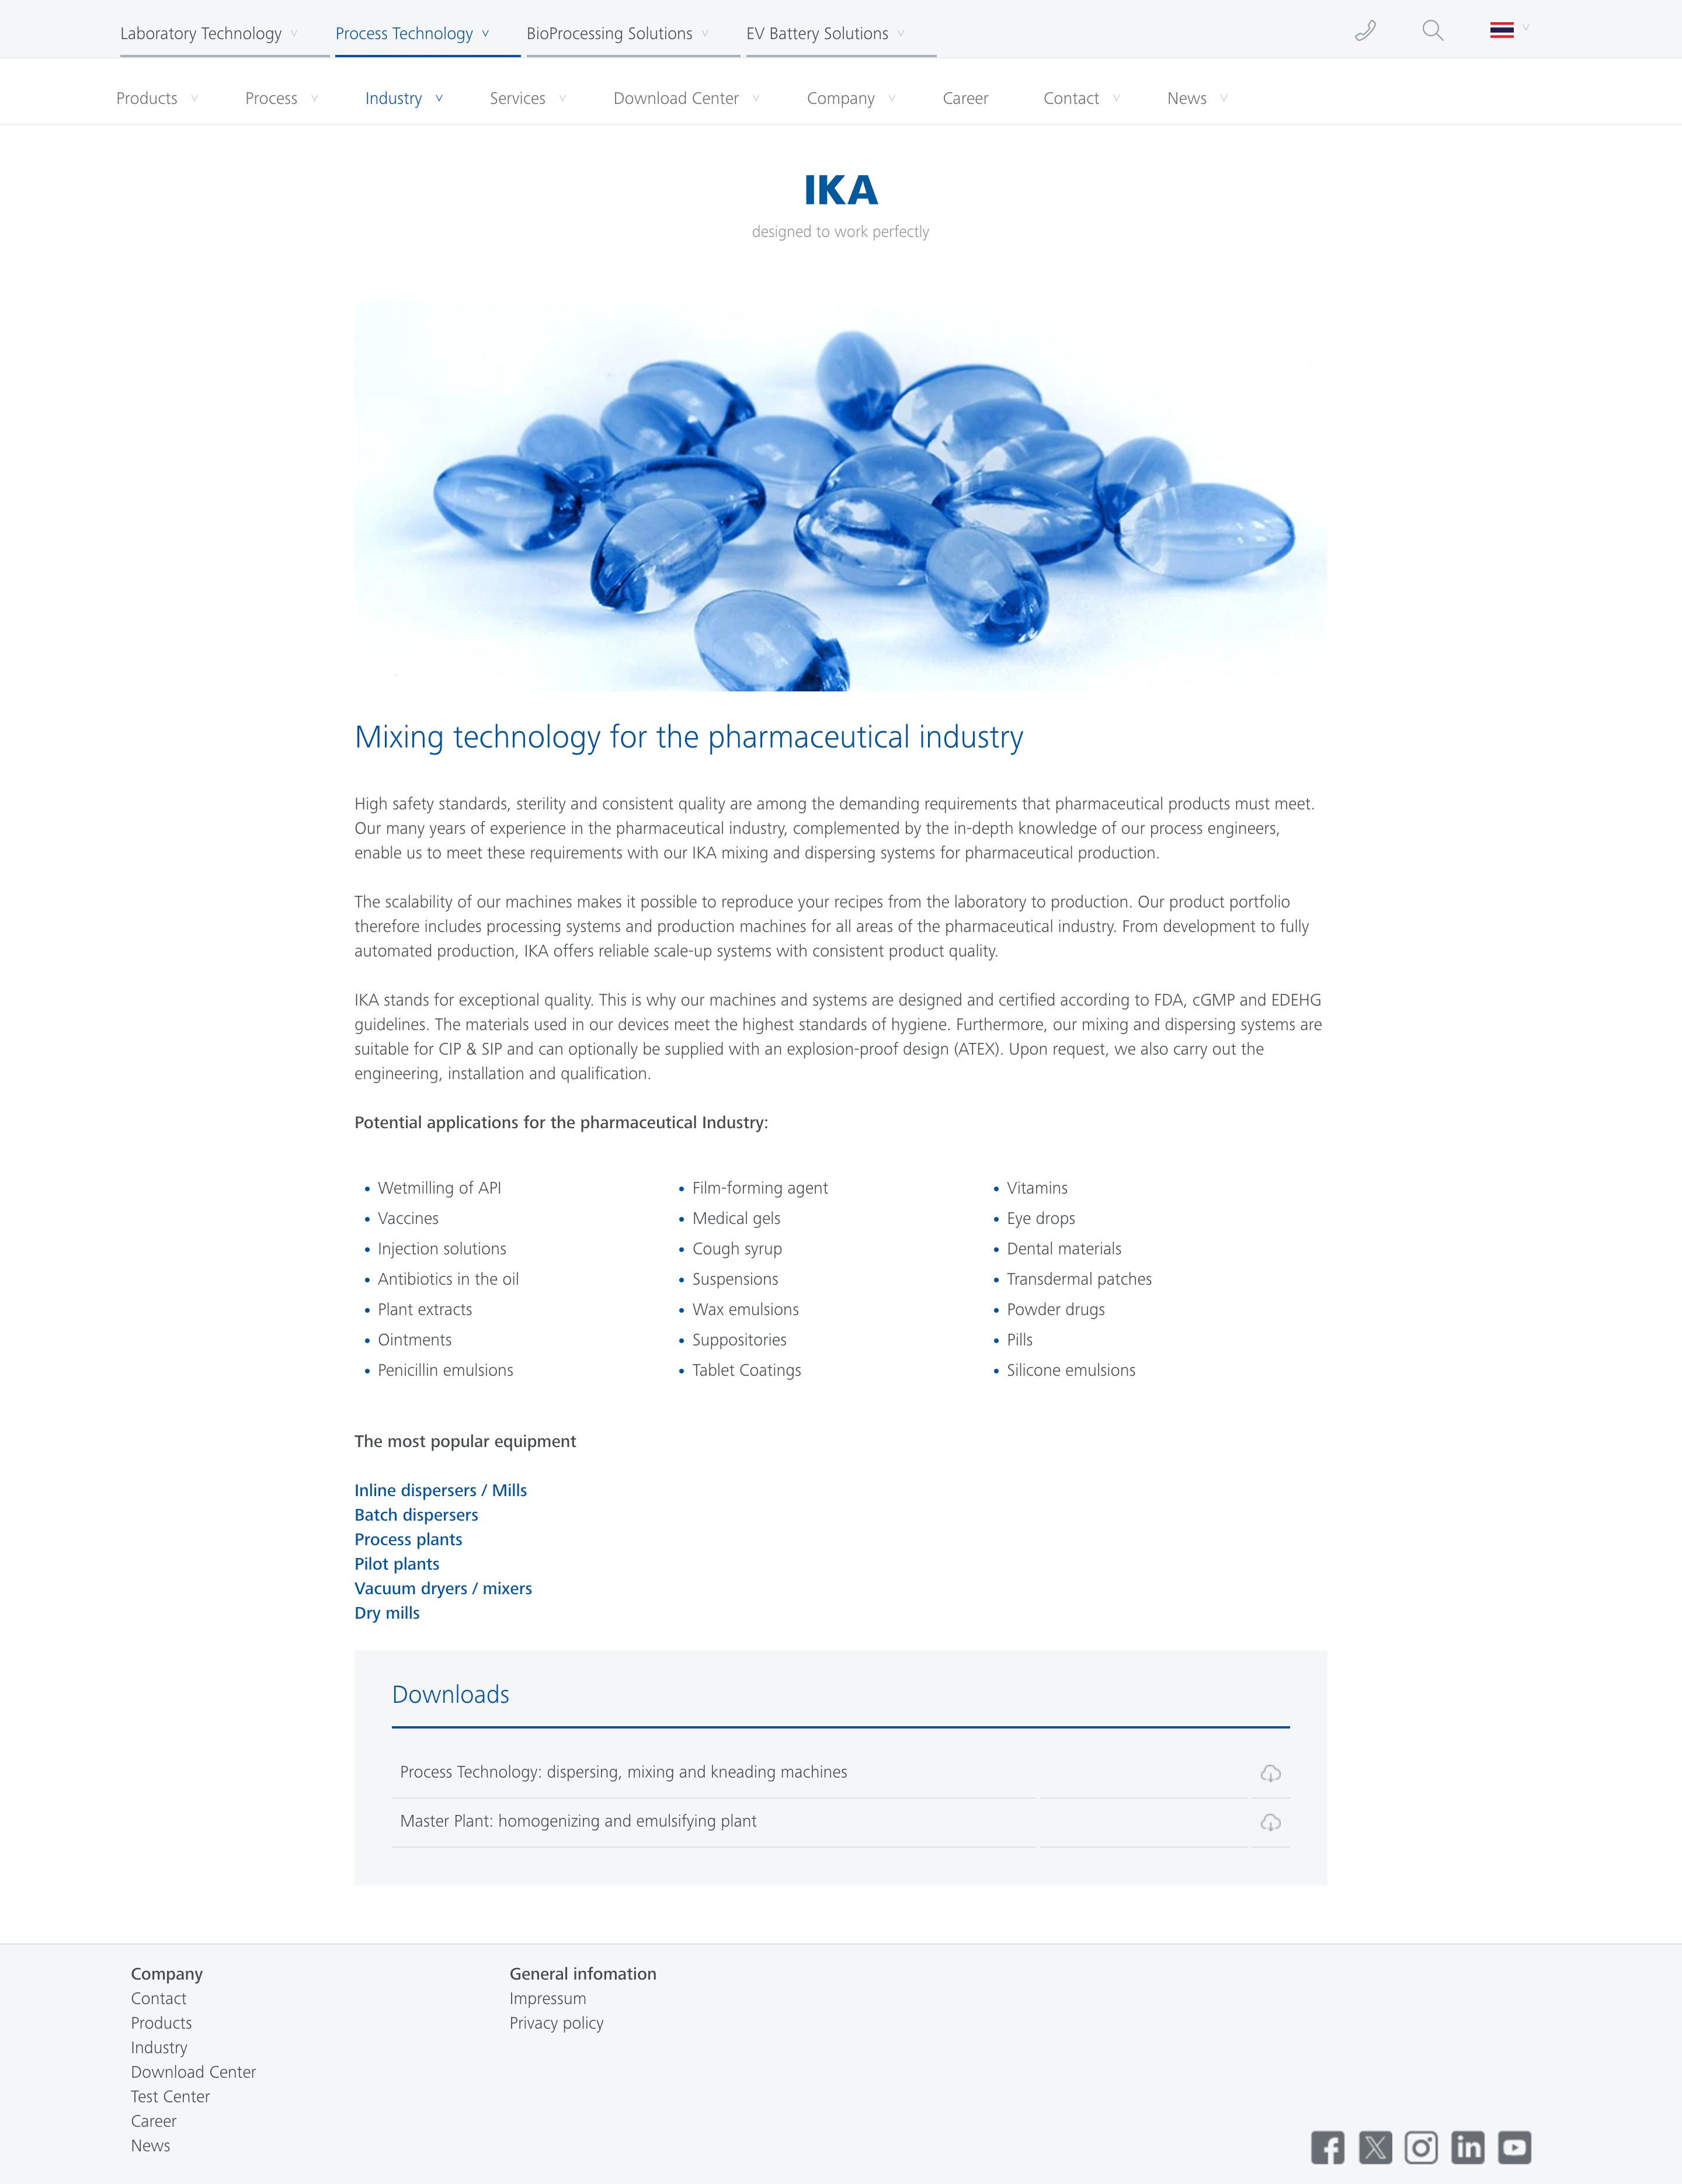 Laboratory Technology
Process Technology
BioProcessing Solutions
EV Battery Solutions
Products
Process
Industry
Services
Download Center
Company
Career
Contact
News
IKA
designed to work perfectly
Mixing technology for the pharmaceutical industry
High safety standards, sterility and consistent quality are among the demanding requirements that pharmaceutical products must meet.
Our many years of experience in the pharmaceutical industry, complemented by the in-depth knowledge of our process engineers,
enable us to meet these requirements with our IKA mixing and dispersing systems for pharmaceutical production.
The scalability of our machines makes it possible to reproduce your recipes from the laboratory to production. Our product portfolio
therefore includes processing systems and production machines for all areas of the pharmaceutical industry. From development to fully
automated production, IKA offers reliable scale-up systems with consistent product quality.
IKA stands for exceptional quality. This is why our machines and systems are designed and certified according to FDA, cGMP and EDEHG
guidelines. The materials used in our devices meet the highest standards of hygiene. Furthermore, our mixing and dispersing systems are
suitable for CIP & SIP and can optionally be supplied with an explosion-proof design (ATEX). Upon request, we also carry out the
engineering, installation and qualification.
Potential applications for the pharmaceutical Industry:
• Wetmilling of API
• Vaccines
• Injection solutions
• Antibiotics in the oil
• Plant extracts
• Ointments
• Penicillin emulsions
• Film-forming agent
• Medical gels
• Cough syrup
• Suspensions
• Wax emulsions
• Suppositories
• Tablet Coatings
• Vitamins
• Eye drops
• Dental materials
• Transdermal patches
• Powder drugs
• Pills
• Silicone emulsions
The most popular equipment
Inline dispersers / Mills
Batch dispersers
Process plants
Pilot plants
Vacuum dryers / mixers
Dry mills
Downloads
Process Technology: dispersing, mixing and kneading machines
Master Plant: homogenizing and emulsifying plant
Company
Contact
Products
Industry
Download Center
Test Center
Career
News
General infomation
Impressum
Privacy policy